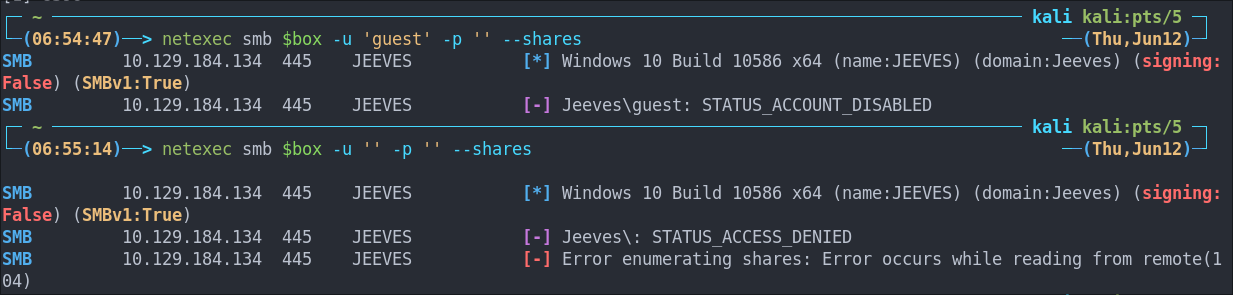 ~ kali kali:pts/5
(06:54:47)—> netexec smb $box -u 'guest' -p '' --shares (Thu,Jun12)
SMB 10.129.184.134 445 JEEVES [*] Windows 10 Build 10586 x64 (name:JEEVES) (domain:Jeeves) (signing:
False) (SMBv1:True)
SMB 10.129.184.134 445 JEEVES [-] Jeeves\guest: STATUS_ACCOUNT_DISABLED
~ kali kali:pts/5
(06:55:14)—> netexec smb $box -u '' -p '' --shares (Thu,Jun12)
SMB 10.129.184.134 445 JEEVES [*] Windows 10 Build 10586 x64 (name:JEEVES) (domain:Jeeves) (signing:
False) (SMBv1:True)
SMB 10.129.184.134 445 JEEVES [-] Jeeves\: STATUS_ACCESS_DENIED
SMB 10.129.184.134 445 JEEVES [-] Error enumerating shares: Error occurs while reading from remote(1
04)